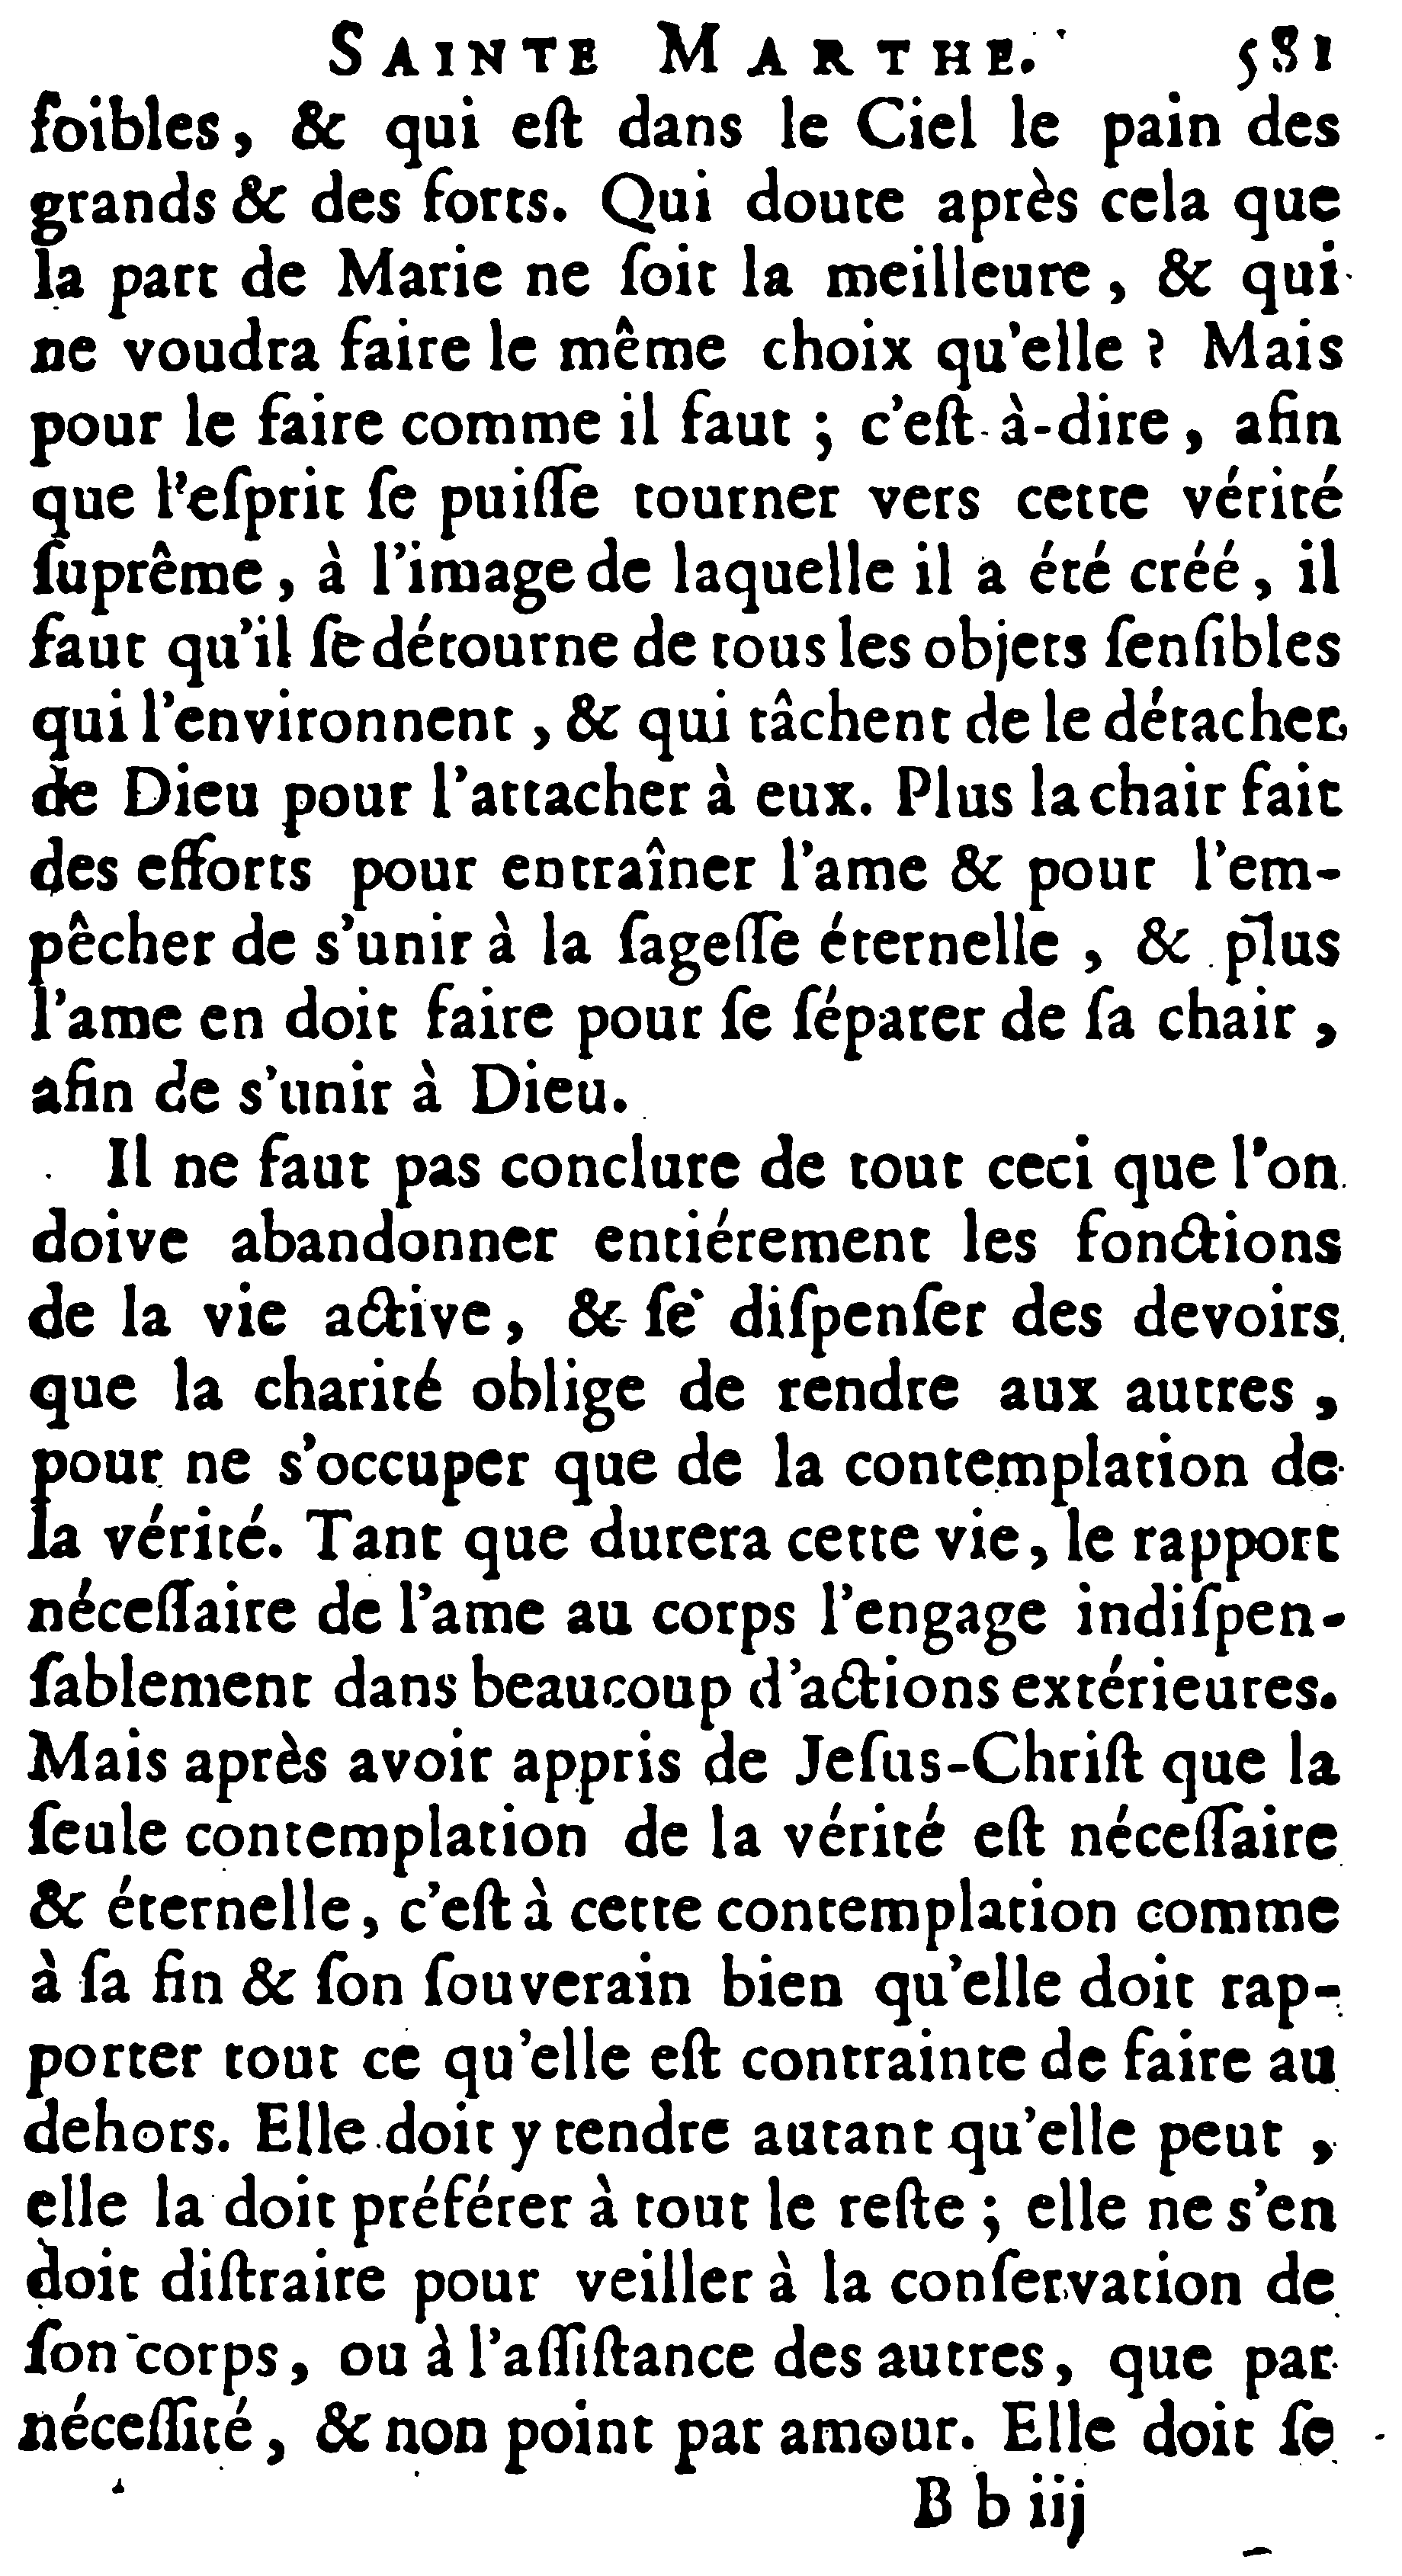 SAINTE MARTHE. 581
foibles, & qui eſt dans le Ciel le pain des
grands & des forts. Qui doute après cela que
la part de Marie ne ſoit la meilleure, & qui
ne voudra faire le même choix qu'elle ? Mais
pour le faire comme il faut ; c'eſt-à-dire, afin
que l'eſprit ſe puiſſe tourner vers cette vérité
ſuprême, à l'image de laquelle il a été créé, il
faut qu'il ſe détourne de tous les objets ſenſibles
qui l'environnent, & qui tâchent de le détacher
de Dieu pour l'attacher à eux. Plus la chair fait
des efforts pour entraîner l'ame & pour l'em-
pêcher de s'unir à la ſageſſe éternelle, & plus
l'ame en doit faire pour ſe ſéparer de ſa chair,
afin de s'unir à Dieu.
Il ne faut pas conclure de tout ceci que l'on
doive abandonner entiérement les fonctions
de la vie active, & ſe diſpenſer des devoirs
que la charité oblige de rendre aux autres,
pour ne s'occuper que de la contemplation de
la vérité. Tant que durera cette vie, le rapport
néceſſaire de l'ame au corps l'engage indiſpen-
ſablement dans beaucoup d'actions extérieures.
Mais après avoir appris de Jeſus-Chriſt que la
ſeule contemplation de la vérité eſt néceſſaire
& éternelle, c'eſt à cette contemplation comme
à ſa fin & ſon ſouverain bien qu'elle doit rap-
porter tout ce qu'elle eſt contrainte de faire au
dehors. Elle doit y tendre autant qu'elle peut,
elle la doit préférer à tout le reſte ; elle ne s'en
doit diſtraire pour veiller à la conſervation de
ſon corps, ou à l'aſſiſtance des autres, que par
néceſſité, & non point par amour. Elle doit ſe
B b iij